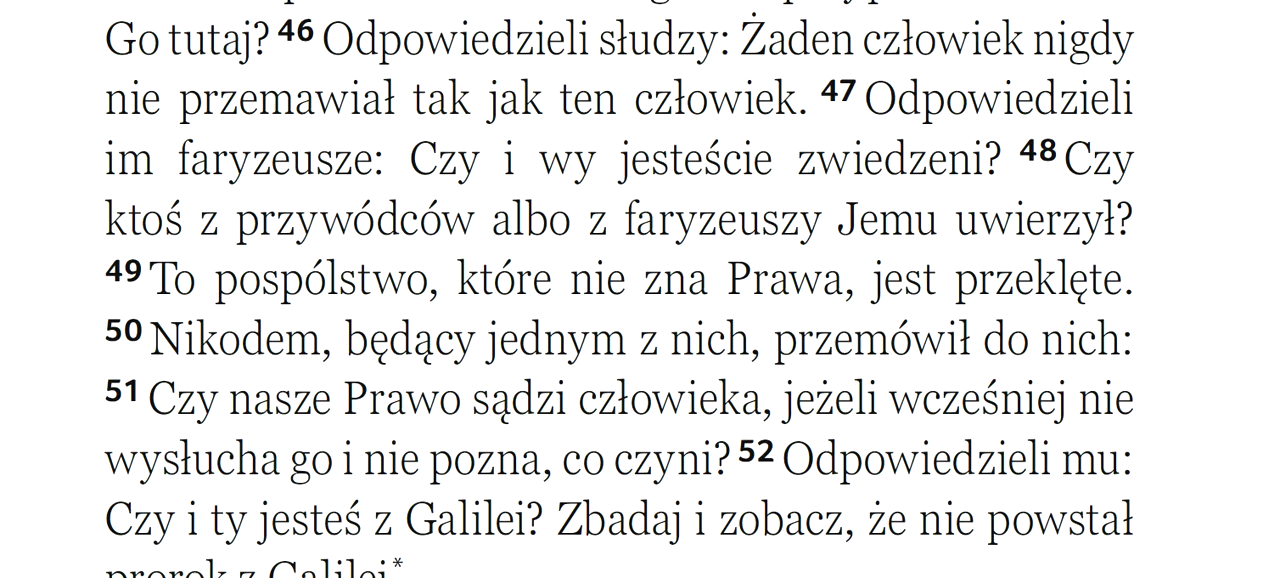 Go tutaj? 46 Odpowiedzieli słudzy: Żaden człowiek nigdy
nie przemawiał tak jak ten człowiek. 47 Odpowiedzieli
im faryzeusze: Czy i wy jesteście zwiedzeni? 48 Czy
ktoś z przywódców albo z faryzeuszy Jemu uwierzył?
49 To pospólstwo, które nie zna Prawa, jest przeklęte.
50 Nikodem, będący jednym z nich, przemówił do nich:
51 Czy nasze Prawo sądzi człowieka, jeżeli wcześniej nie
wysłucha go i nie pozna, co czyni? 52 Odpowiedzieli mu:
Czy i ty jesteś z Galilei? Zbadaj i zobacz, że nie powstał
prorok z Galilei*